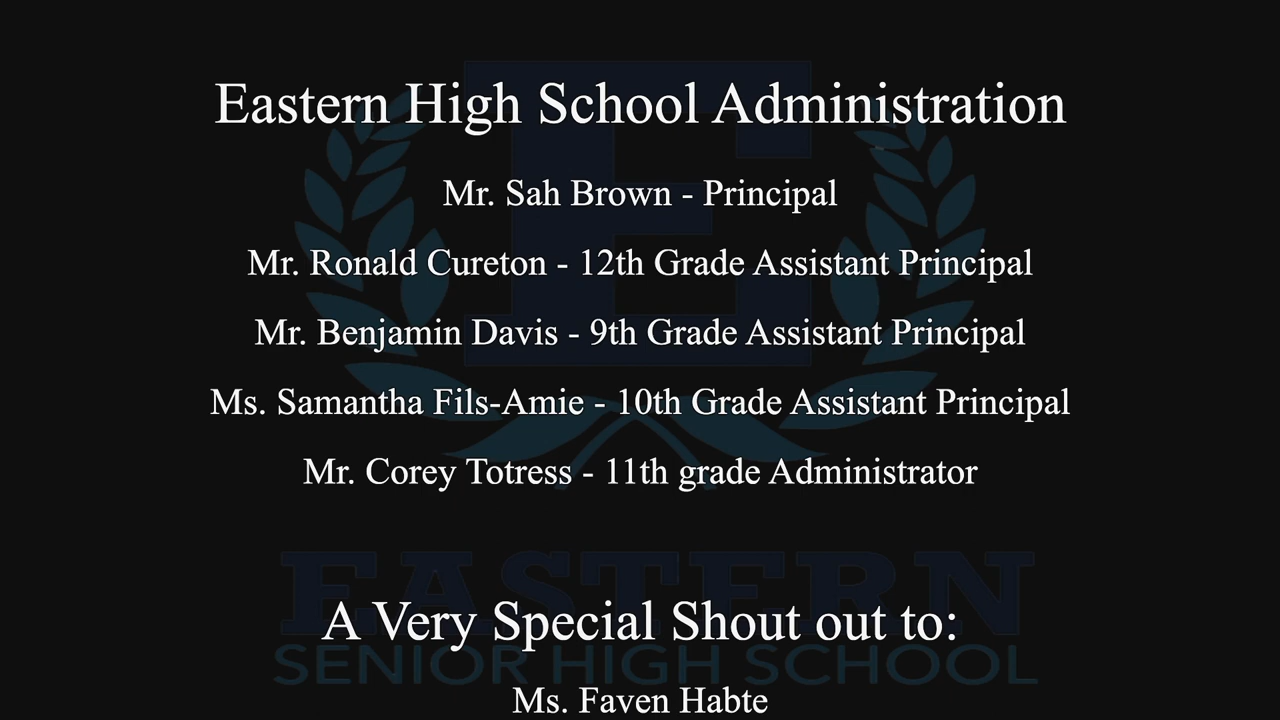 Eastern High School Administration
Mr. Sah Brown - Principal
Mr. Ronald Cureton - 12th Grade Assistant Principal
Mr. Benjamin Davis - 9th Grade Assistant Principal
Ms. Samantha Fils-Amie - 10th Grade Assistant Principal
Mr. Corey Totress - 11th grade Administrator
E
EASTERN
A Very Special Shout out to:
SENIOR HIGH SCHOOL
Ms. Faven Habte